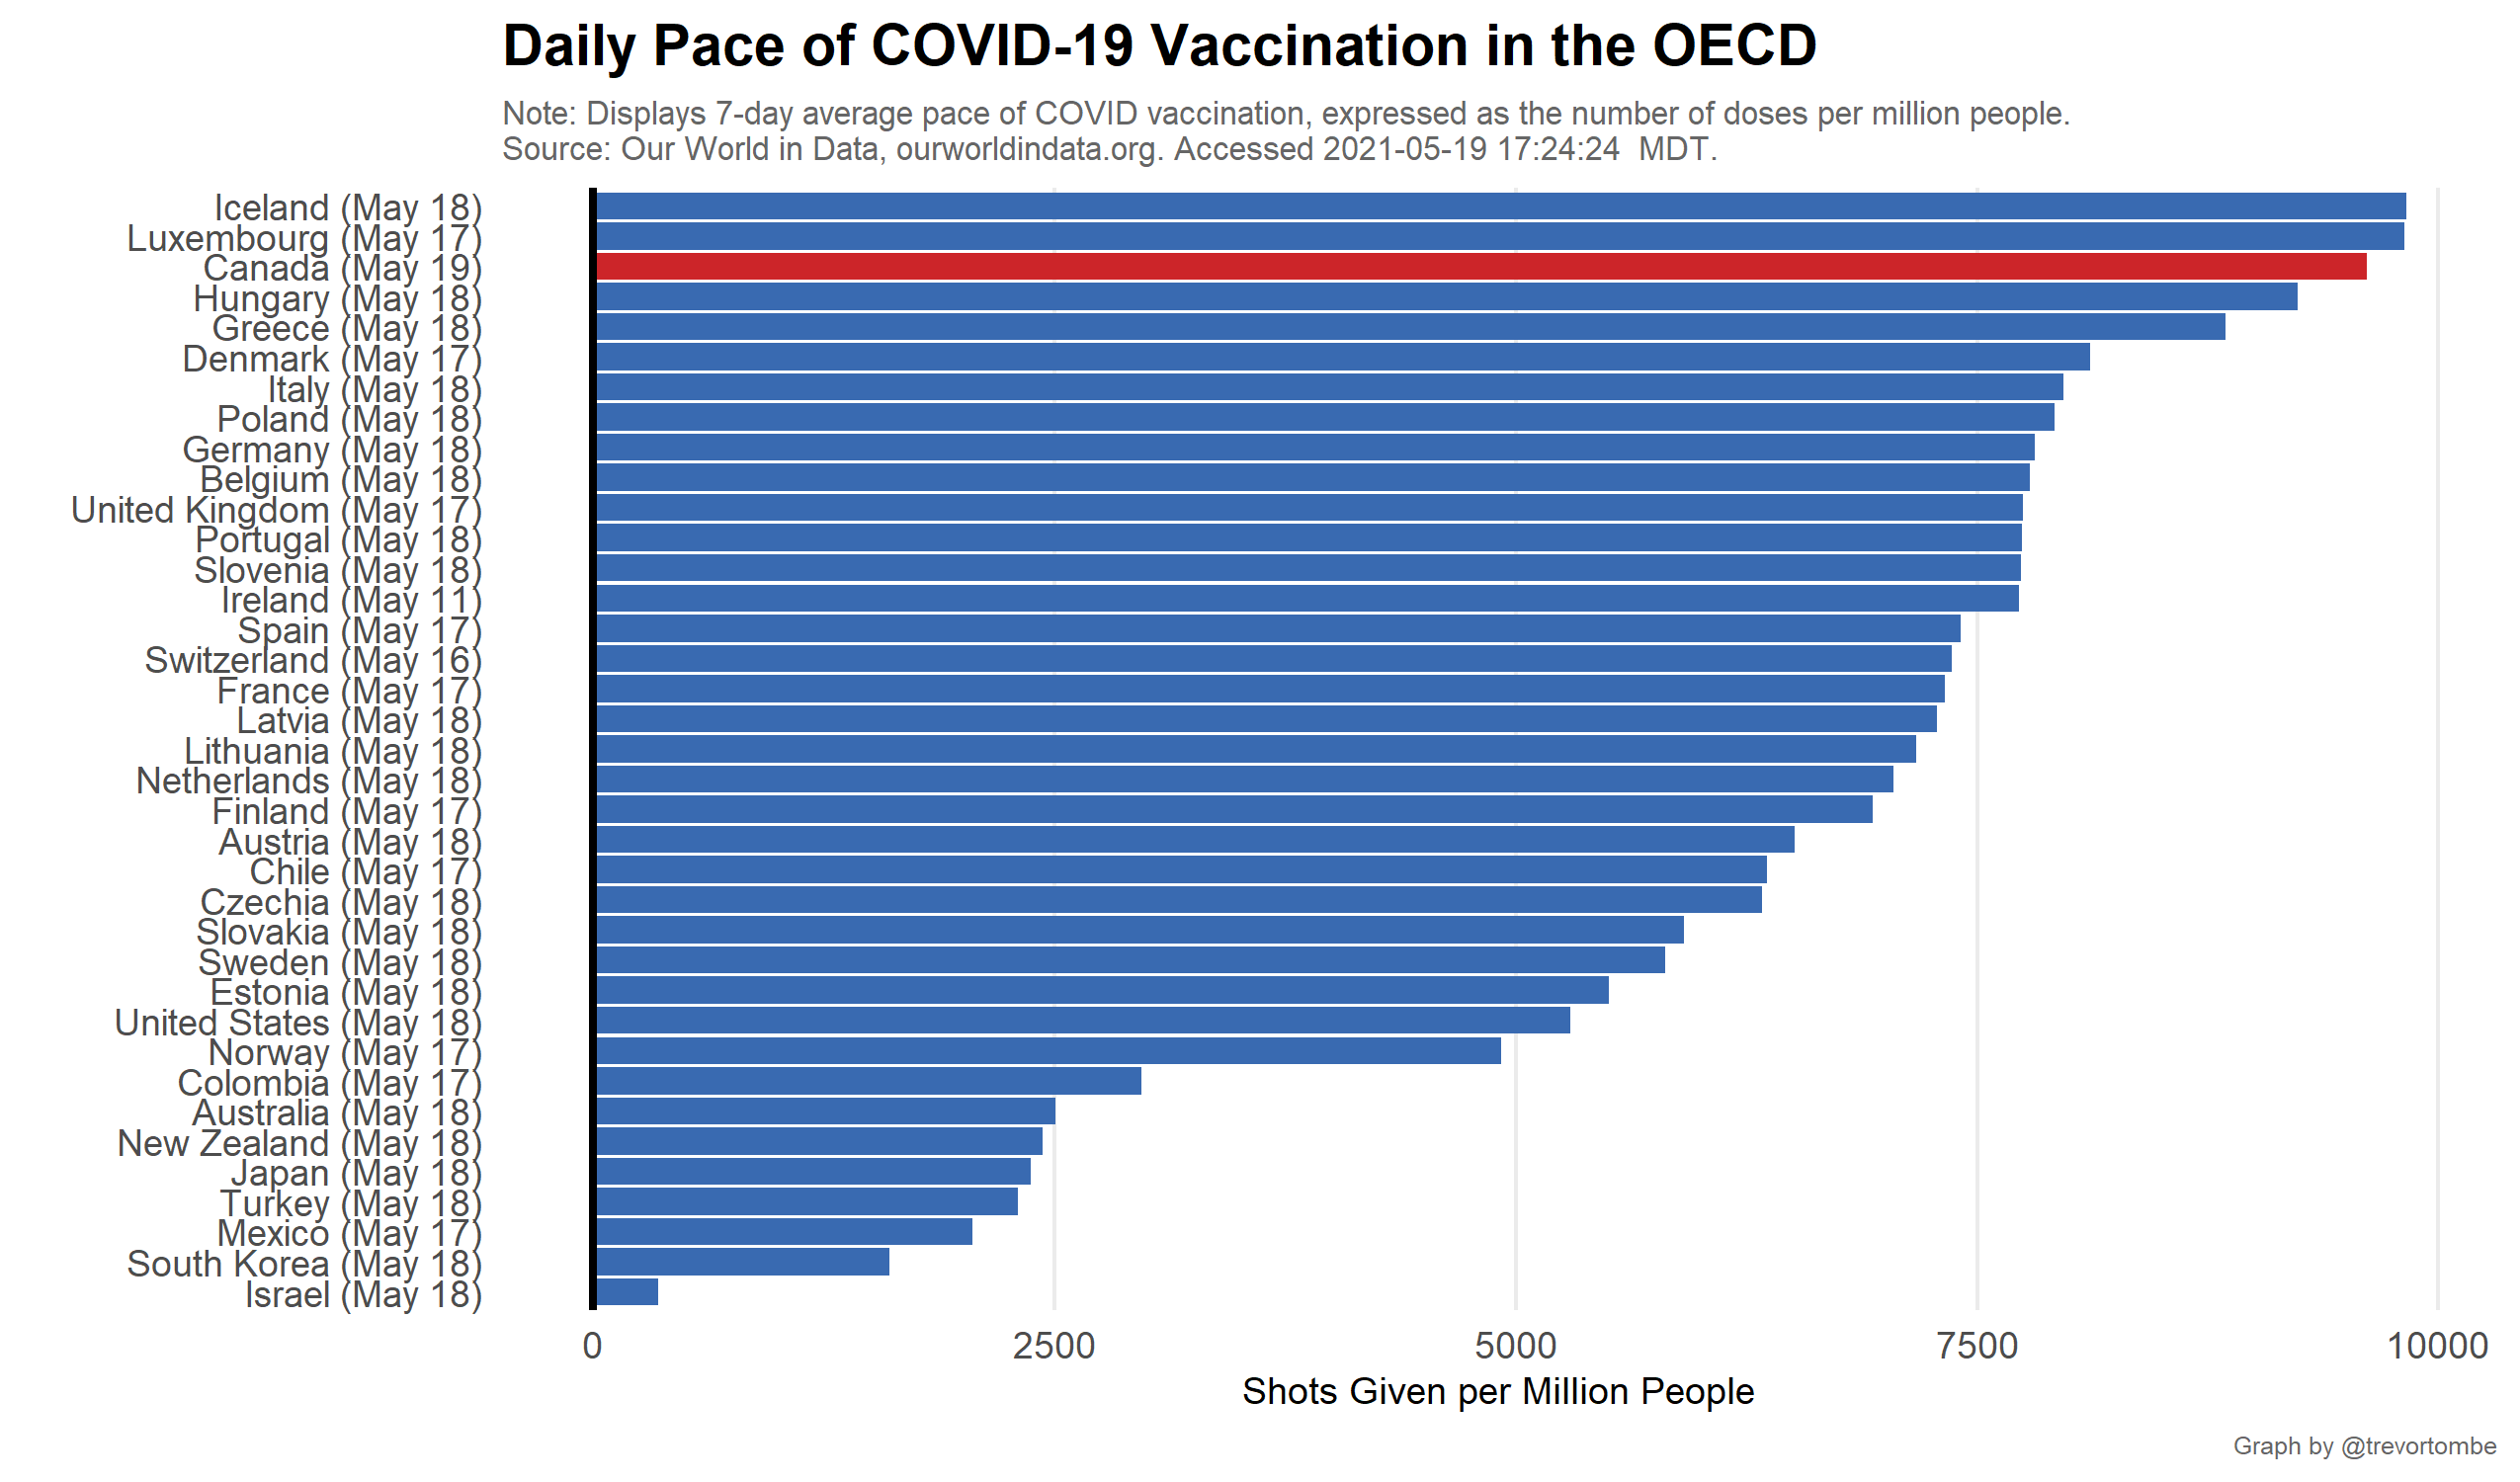 Daily Pace of COVID-19 Vaccination in the OECD
Note: Displays 7-day average pace of COVID vaccination, expressed as the number of doses per million people.
Source: Our World in Data, ourworldindata.org. Accessed 2021-05-19 17:24:24  MDT.
Iceland (May 18)
Luxembourg (May 17)
Canada (May 19)
Hungary (May 18)
Greece (May 18)
Denmark (May 17)
Italy (May 18)
Poland (May 18)
Germany (May 18)
Belgium (May 18)
United Kingdom (May 17)
Portugal (May 18)
Slovenia (May 18)
Ireland (May 11)
Spain (May 17)
Switzerland (May 16)
France (May 17)
Latvia (May 18)
Lithuania (May 18)
Netherlands (May 18)
Finland (May 17)
Austria (May 18)
Chile (May 17)
Czechia (May 18)
Slovakia (May 18)
Sweden (May 18)
Estonia (May 18)
United States (May 18)
Norway (May 17)
Colombia (May 17)
Australia (May 18)
New Zealand (May 18)
Japan (May 18)
Turkey (May 18)
Mexico (May 17)
South Korea (May 18)
Israel (May 18)
0 2500 5000 7500 10000
Shots Given per Million People
Graph by @trevortombe